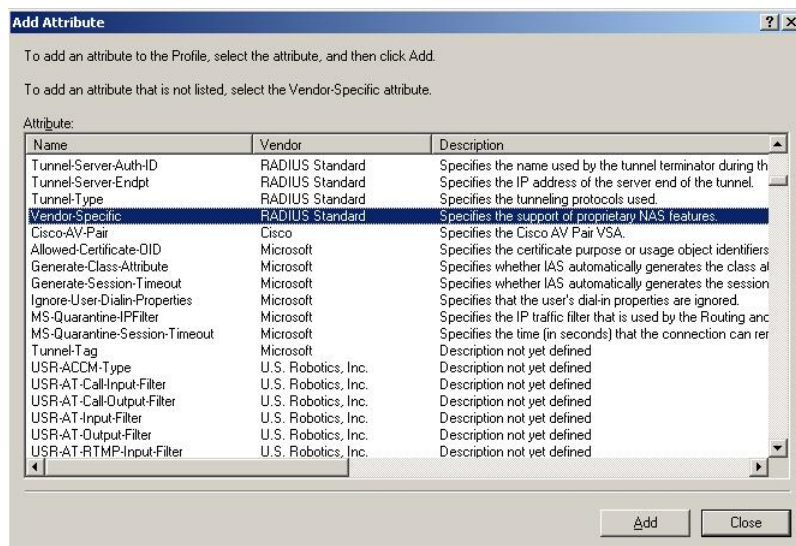 Add Attribute
To add an attribute to the Profile, select the attribute, and then click Add.
To add an attribute that is not listed, select the Vendor-Specific attribute.
Attribute:
Name Vendor Description
Tunnel-Server-Auth-ID RADIUS Standard Specifies the name used by the tunnel terminator during th
Tunnel-Server-Endpt RADIUS Standard Specifies the IP address of the server end of the tunnel.
Tunnel-Type RADIUS Standard Specifies the tunneling protocols used.
Vendor-Specific RADIUS Standard Specifies the support of proprietary NAS features.
Cisco-AV-Pair Cisco Specifies the Cisco AV Pair VSA.
Allowed-Certificate-OID Microsoft Specifies the certificate purpose or usage object identifiers
Generate-Class-Attribute Microsoft Specifies whether IAS automatically generates the class at
Generate-Session-Timeout Microsoft Specifies whether IAS automatically generates the session
Ignore-User-Dialin-Properties Microsoft Specifies that the user's dial-in properties are ignored.
MS-Quarantine-IPFilter Microsoft Specifies the IP traffic filter that is used by the Routing and
MS-Quarantine-Session-Timeout Microsoft Specifies the time (in seconds) that the connection can rer
Tunnel-Tag Microsoft Description not yet defined
USR-ACCM-Type U.S. Robotics, Inc. Description not yet defined
USR-AT-Call-Input-Filter U.S. Robotics, Inc. Description not yet defined
USR-AT-Call-Output-Filter U.S. Robotics, Inc. Description not yet defined
USR-AT-Input-Filter U.S. Robotics, Inc. Description not yet defined
USR-AT-Output-Filter U.S. Robotics, Inc. Description not yet defined
USR-AT-RTMP-Input-Filter U.S. Robotics, Inc. Description not yet defined
Add Close